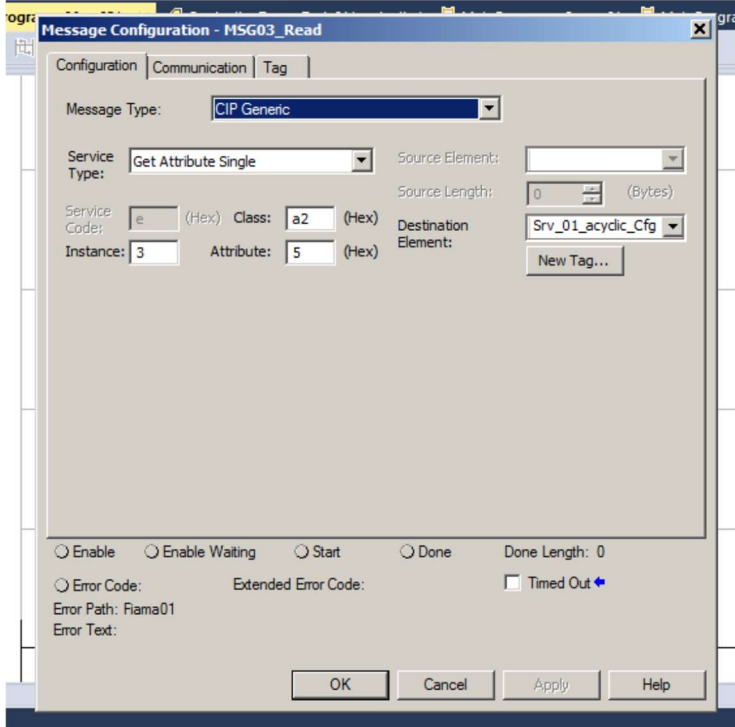 Message Configuration - MSG03_Read
Configuration Communication Tag
Message Type: CIP Generic
Service Type: Get Attribute Single
Source Element:
Source Length: 0 (Bytes)
Service Code: e (Hex) Class: a2 (Hex)
Destination Element: Srv_01_acyclic_Cfg
Instance: 3 Attribute: 5 (Hex)
New Tag...
Enable Enable Waiting Start Done Done Length: 0
Error Code: Extended Error Code: Timed Out
Error Path: Fiama01
Error Text:
OK Cancel Apply Help